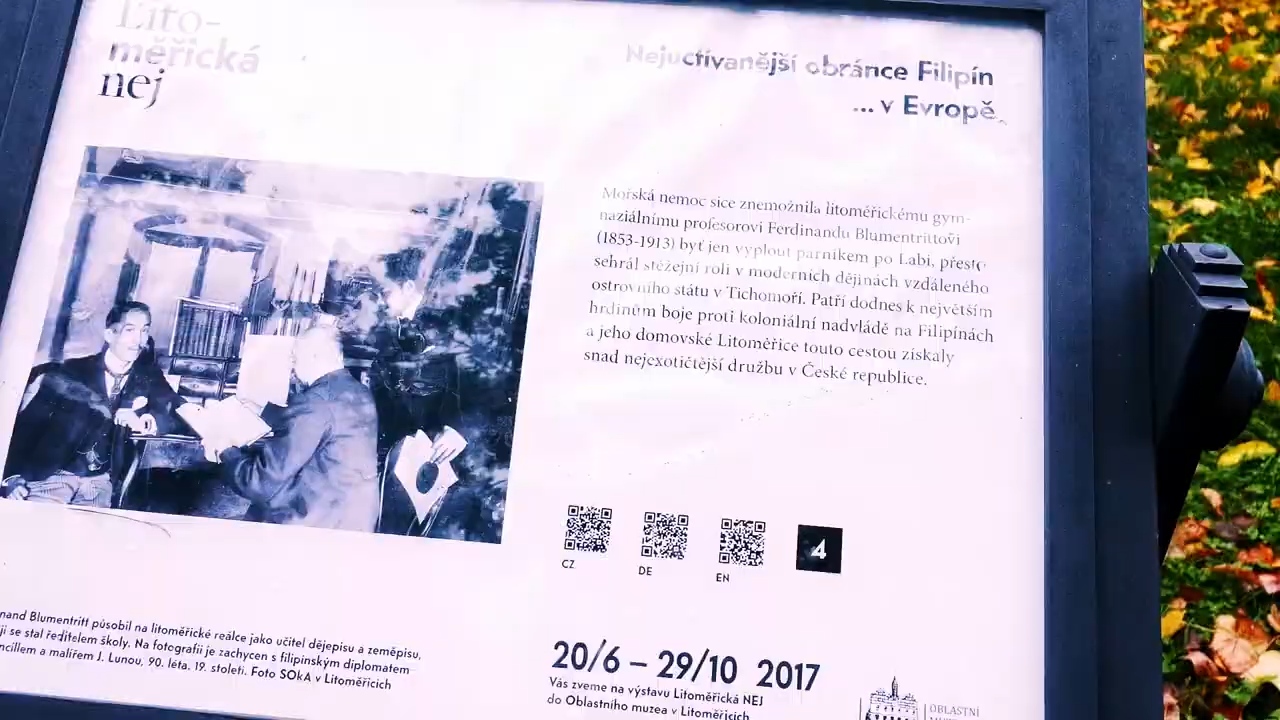 Lito-
měřická
nej
Nejuctívanější obránce Filipín
... v Evropě
Mořská nemoc sice znemožnila litoměřickému gym-
naziálnímu profesorovi Ferdinandu Blumentrittovi
(1853-1913) byť jen vyplout parníkem po Labi, přesto
sehrál stěžejní roli v moderních dějinách vzdáleného
ostrovního státu v Tichomoří. Patří dodnes k největším
hrdinům boje proti koloniální nadvládě na Filipínách
a jeho domovské Litoměřice touto cestou získaly
snad nejexotičtější družbu v České republice.
CZ
DE
EN
4
nand Blumentritt působil na litoměřické reálce jako učitel dějepisu a zeměpisu,
ji se stal ředitelem školy. Na fotografii je zachycen s filipínským diplomatem
ncillem a malířem J. Lunou, 90. léta. 19. století. Foto SOkA v Litoměřicích
20/6 – 29/10 2017
Vás zveme na výstavu Litoměřická NEJ
do Oblastního muzea v Litoměřicích
OBLASTNÍ